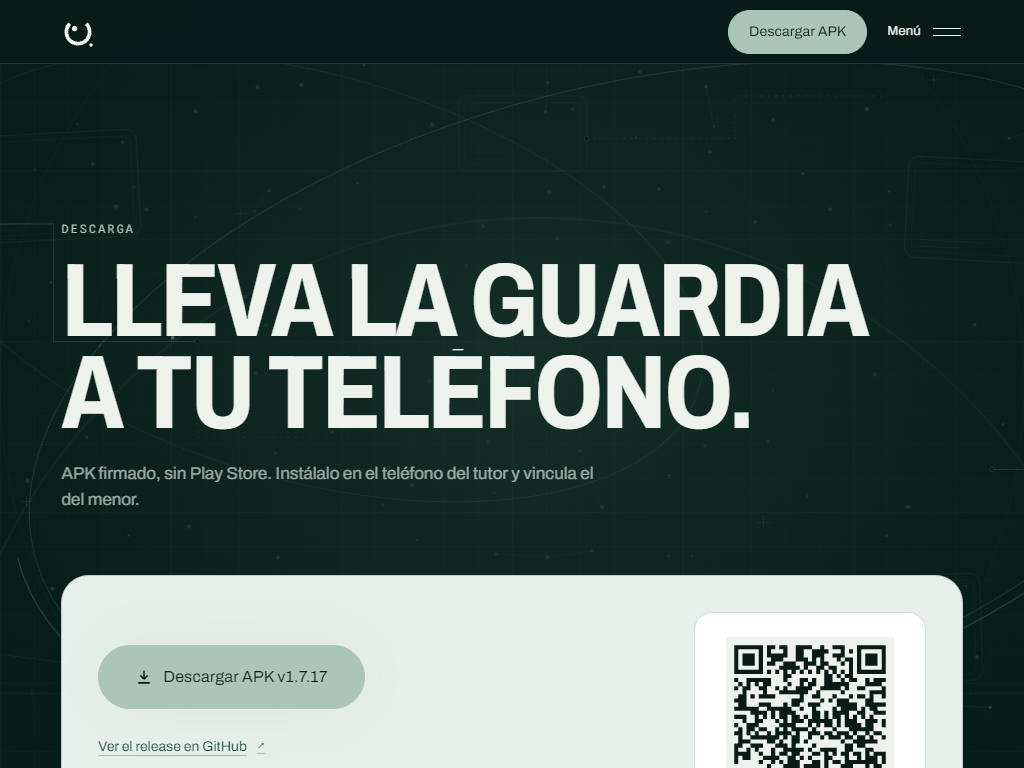 Descargar APK
Menú
DESCARGA
LLEVA LA GUARDIA
A TU TELÉFONO.
APK firmado, sin Play Store. Instálalo en el teléfono del tutor y vincula el
del menor.
Descargar APK v1.7.17
Ver el release en GitHub ↗